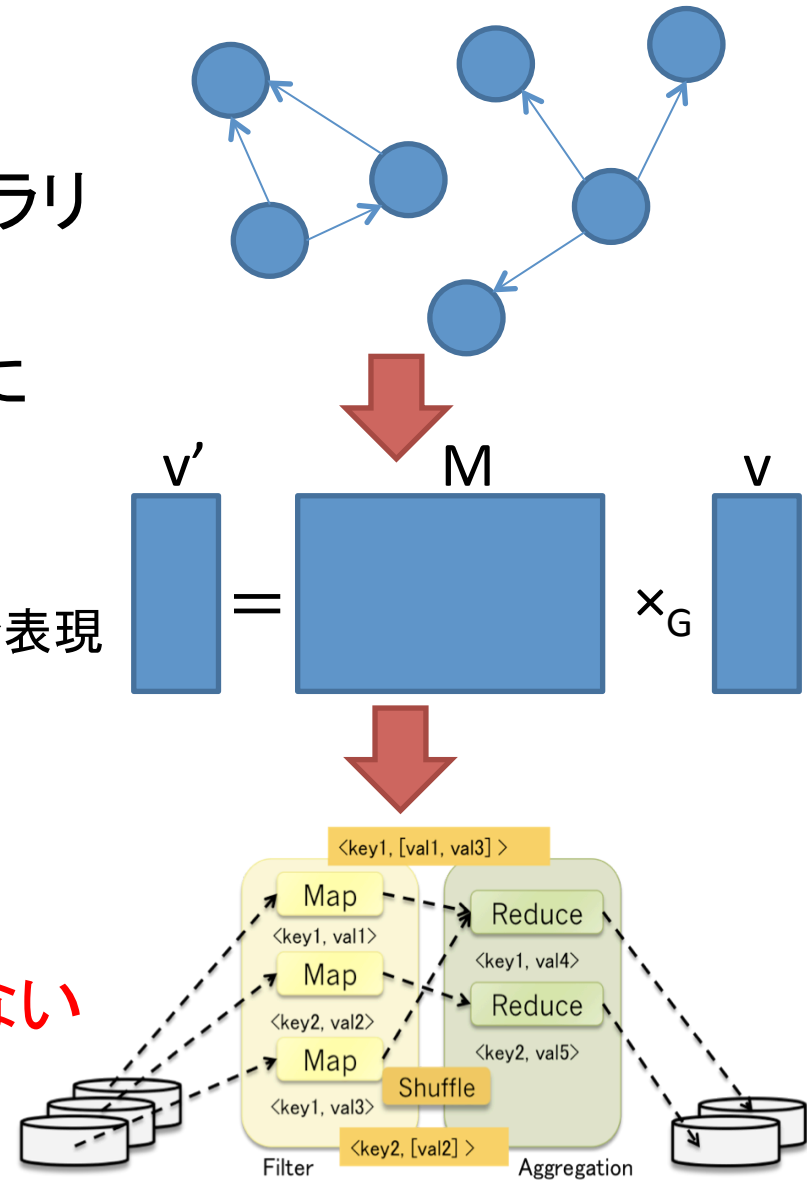 ラリ
に
v’ = M ×G v
表現
<key1, [val1, val3] >
Map
<key1, val1>
Reduce
<key1, val4>
Map
<key2, val2>
Reduce
<key2, val5>
ない
Map
<key1, val3>
Shuffle
<key2, [val2] >
Filter
Aggregation